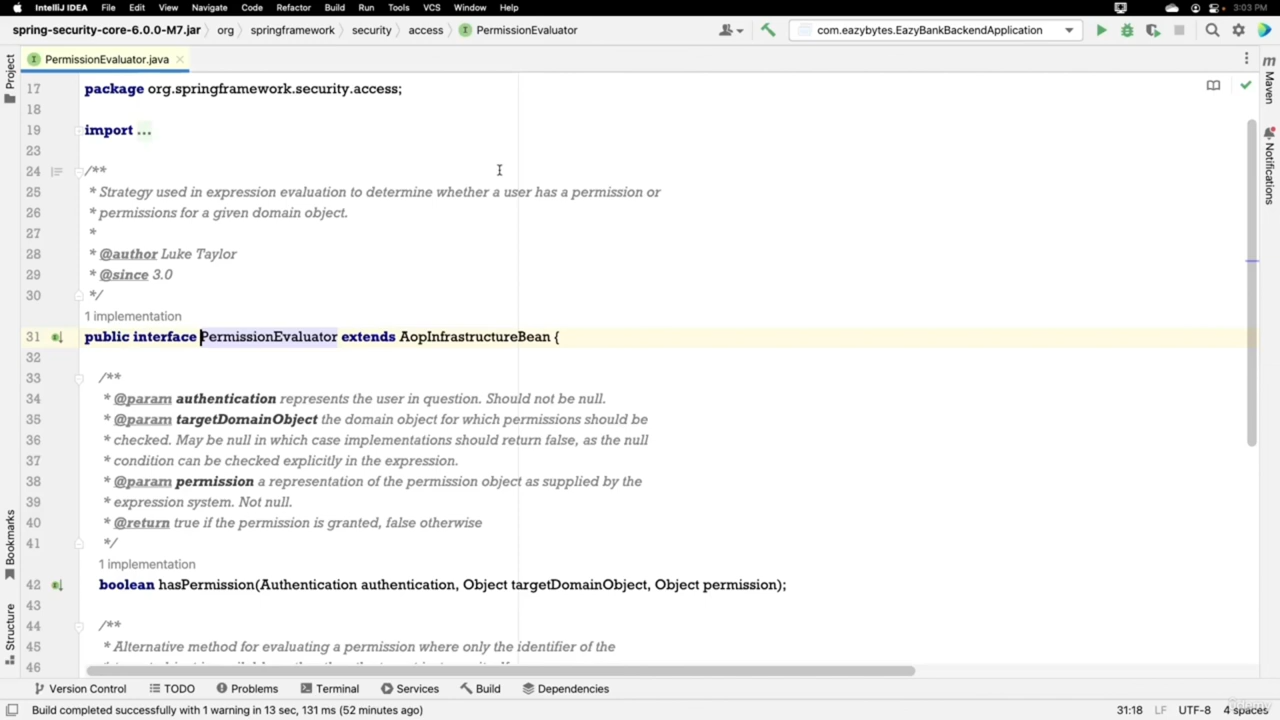 IntelliJ IDEA File Edit View Navigate Code Refactor Build Run Tools VCS Window Help 3:03 PM
spring-security-core-6.0.0-M7.jar org springframework security access PermissionEvaluator com.eazybytes.EazyBankBackendApplication
PermissionEvaluator.java
Project
Maven
Notifications
Bookmarks
Structure
17 package org.springframework.security.access;
18
19 import ...
23
24 /**
25 * Strategy used in expression evaluation to determine whether a user has a permission or
26 * permissions for a given domain object.
27 *
28 * @author Luke Taylor
29 * @since 3.0
30 */
1 implementation
31 public interface PermissionEvaluator extends AopInfrastructureBean {
32
33 /**
34 * @param authentication represents the user in question. Should not be null.
35 * @param targetDomainObject the domain object for which permissions should be
36 * checked. May be null in which case implementations should return false, as the null
37 * condition can be checked explicitly in the expression.
38 * @param permission a representation of the permission object as supplied by the
39 * expression system. Not null.
40 * @return true if the permission is granted, false otherwise
41 */
1 implementation
42 boolean hasPermission(Authentication authentication, Object targetDomainObject, Object permission);
43
44 /**
45 * Alternative method for evaluating a permission where only the identifier of the
46
Version Control TODO Problems Terminal Services Build Dependencies
Build completed successfully with 1 warning in 13 sec, 131 ms (52 minutes ago) 31:18 LF UTF-8 4 spaces